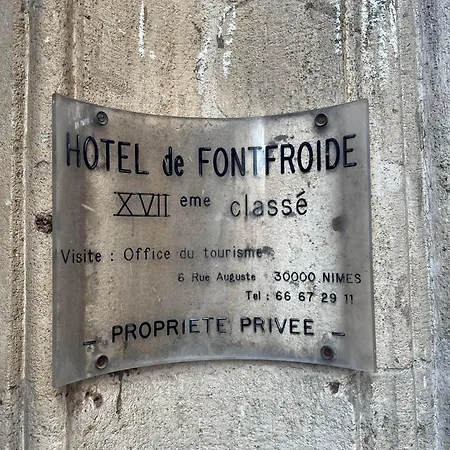 HOTEL de FONTFROIDE
XVII eme classé
Visite : Office du tourisme
6 Rue Auguste 30000 NIMES
Tel : 66 67 29 11
_ PROPRIETE PRIVEE _